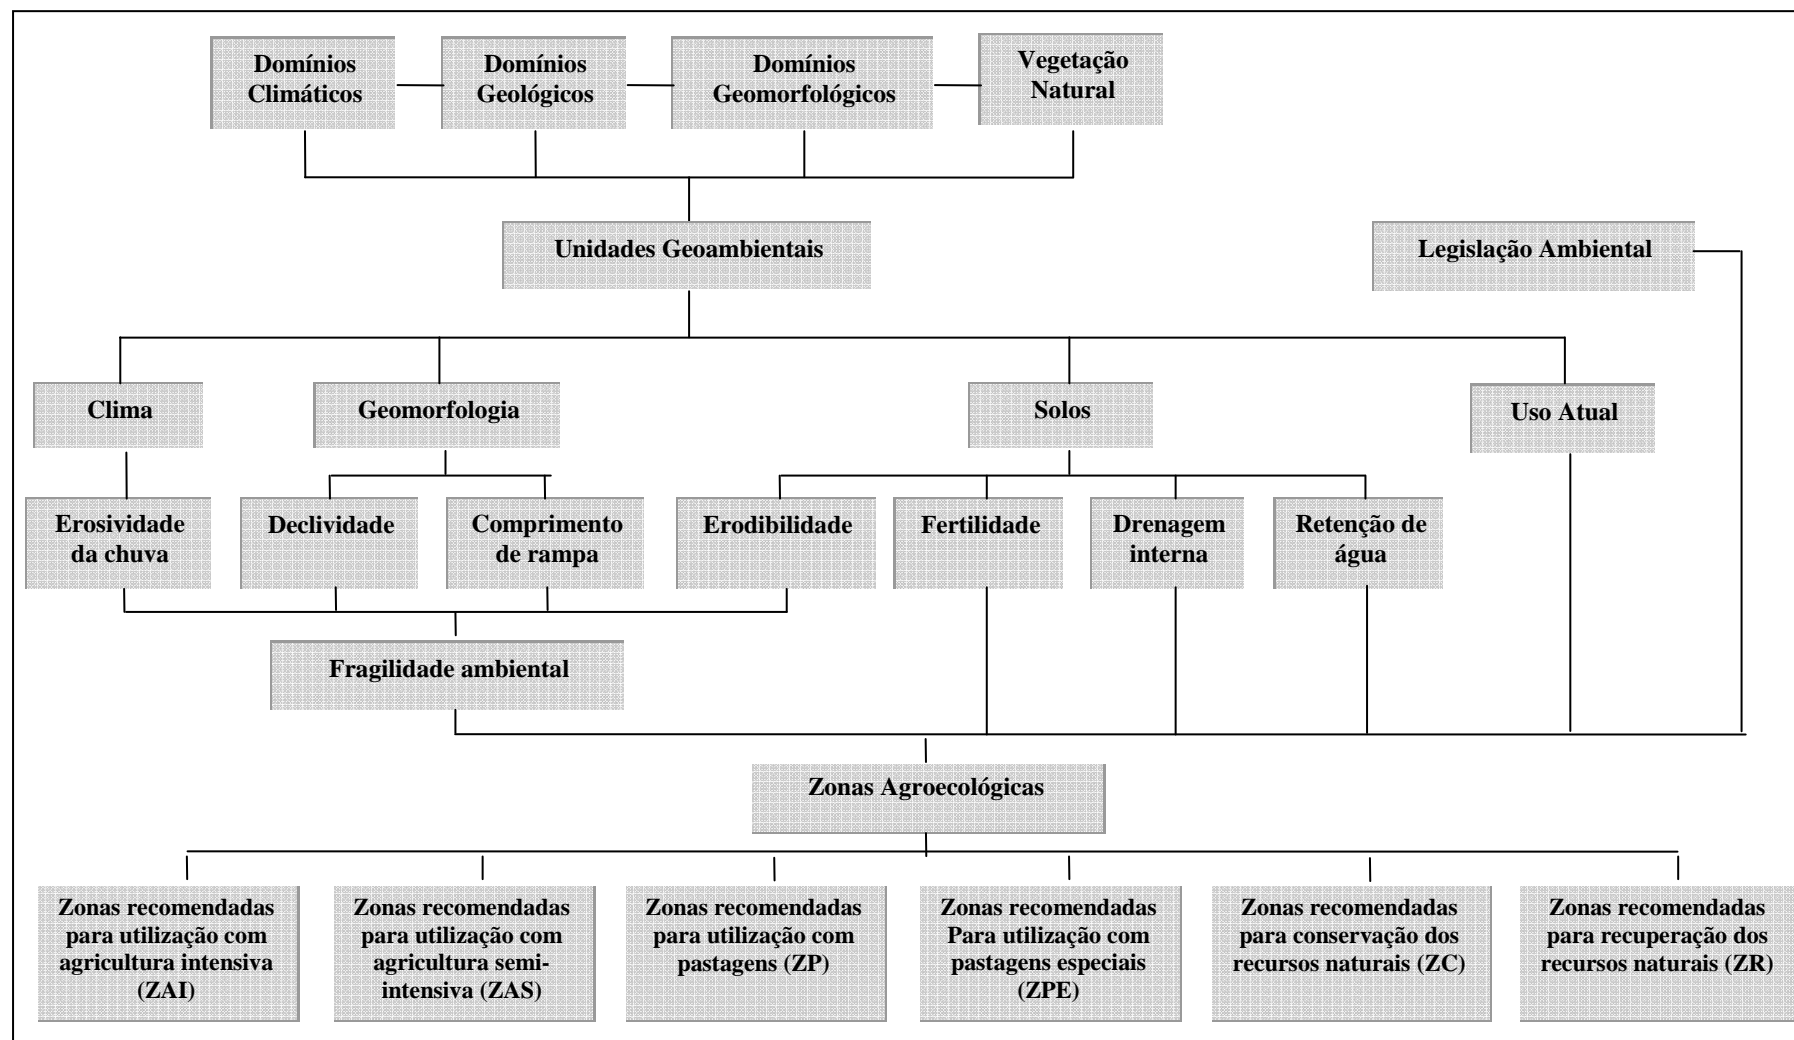 Domínios
Climáticos
Domínios
Geológicos
Domínios
Geomorfológicos
Vegetação
Natural
Unidades Geoambientais
Legislação Ambiental
Clima
Geomorfologia
Solos
Uso Atual
Erosividade
da chuva
Declividade
Comprimento
de rampa
Erodibilidade
Fertilidade
Drenagem
interna
Retenção de
água
Fragilidade ambiental
Zonas Agroecológicas
Zonas recomendadas
para utilização com
agricultura intensiva
(ZAI)
Zonas recomendadas
para utilização com
agricultura semi-
intensiva (ZAS)
Zonas recomendadas
para utilização com
pastagens (ZP)
Zonas recomendadas
Para utilização com
pastagens especiais
(ZPE)
Zonas recomendadas
para conservação dos
recursos naturais (ZC)
Zonas recomendadas
para recuperação dos
recursos naturais (ZR)